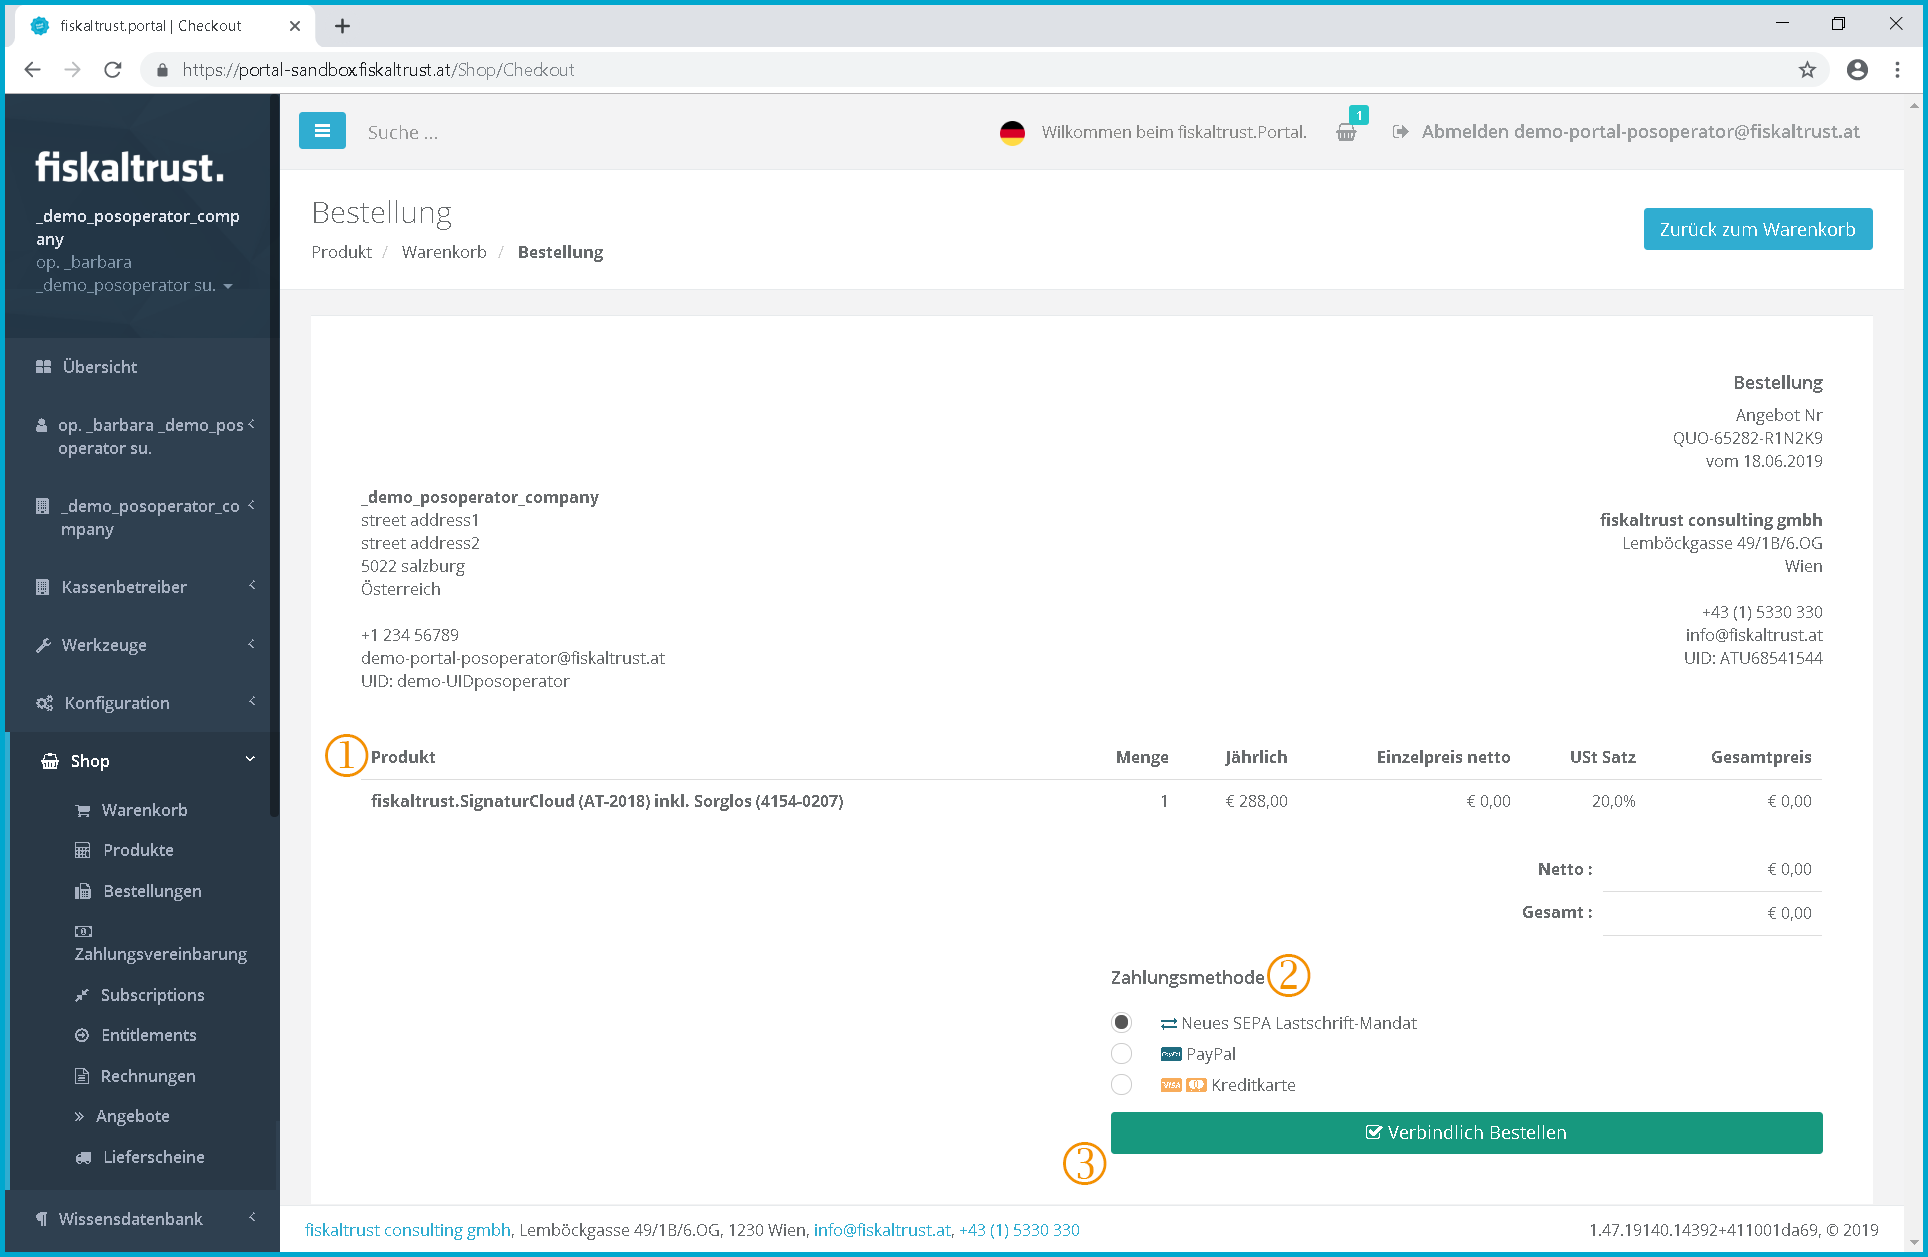 fiskaltrust.portal | Checkout
https://portal-sandbox.fiskaltrust.at/Shop/Checkout
fiskaltrust.
_demo_posoperator_comp
any
op. _barbara
_demo_posoperator su.
Übersicht
op. _barbara _demo_pos
operator su.
_demo_posoperator_co
mpany
Kassenbetreiber
Werkzeuge
Konfiguration
Shop
Warenkorb
Produkte
Bestellungen
Zahlungsvereinbarung
Subscriptions
Entitlements
Rechnungen
Angebote
Lieferscheine
Wissensdatenbank
Suche ...
Wilkommen beim fiskaltrust.Portal.
1
Abmelden demo-portal-posoperator@fiskaltrust.at
Bestellung
Produkt / Warenkorb / Bestellung
Zurück zum Warenkorb
Bestellung
Angebot Nr
QUO-65282-R1N2K9
vom 18.06.2019
_demo_posoperator_company
street address1
street address2
5022 salzburg
Österreich
+1 234 56789
demo-portal-posoperator@fiskaltrust.at
UID: demo-UIDposoperator
fiskaltrust consulting gmbh
Lemböckgasse 49/1B/6.OG
Wien
+43 (1) 5330 330
info@fiskaltrust.at
UID: ATU68541544
① Produkt Menge Jährlich Einzelpreis netto USt Satz Gesamtpreis
fiskaltrust.SignaturCloud (AT-2018) inkl. Sorglos (4154-0207) 1 € 288,00 € 0,00 20,0% € 0,00
Netto : € 0,00
Gesamt : € 0,00
Zahlungsmethode ②
Neues SEPA Lastschrift-Mandat
PayPal PayPal
VISA Kreditkarte
Verbindlich Bestellen
③
fiskaltrust consulting gmbh, Lemböckgasse 49/1B/6.OG, 1230 Wien, info@fiskaltrust.at, +43 (1) 5330 330
1.47.19140.14392+411001da69, © 2019